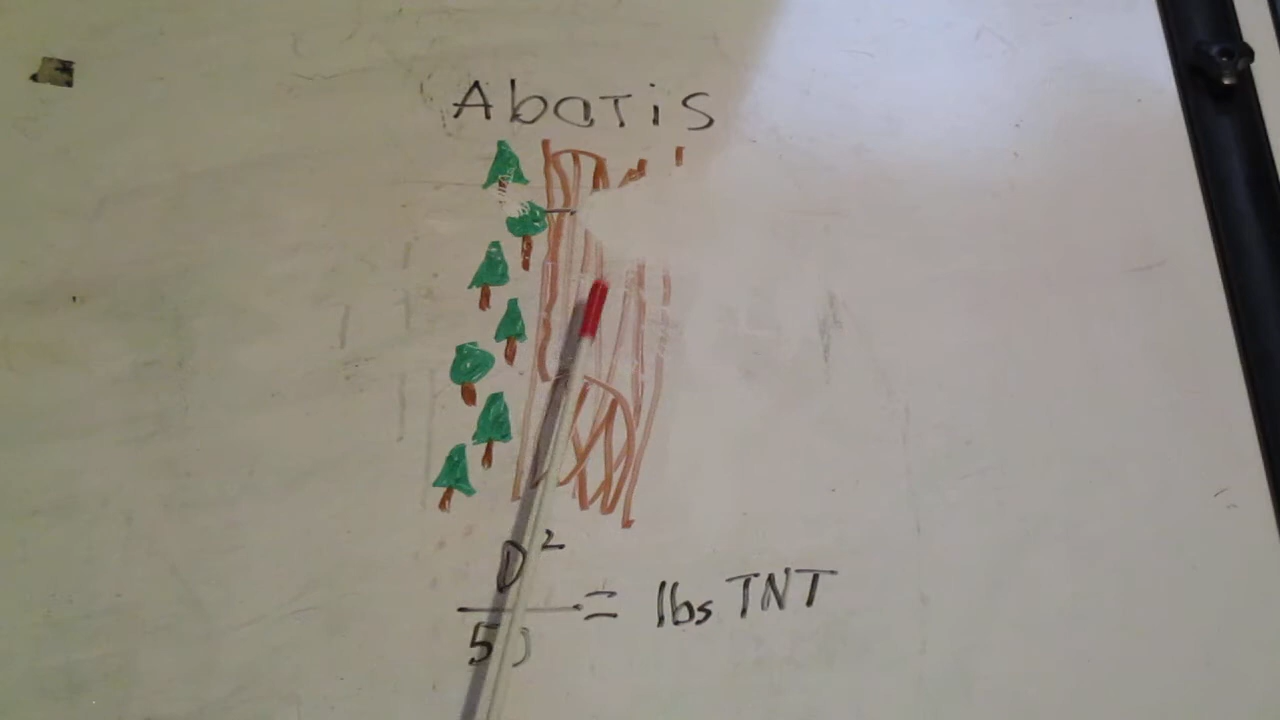 Abatis
D²
5
= lbs TNT